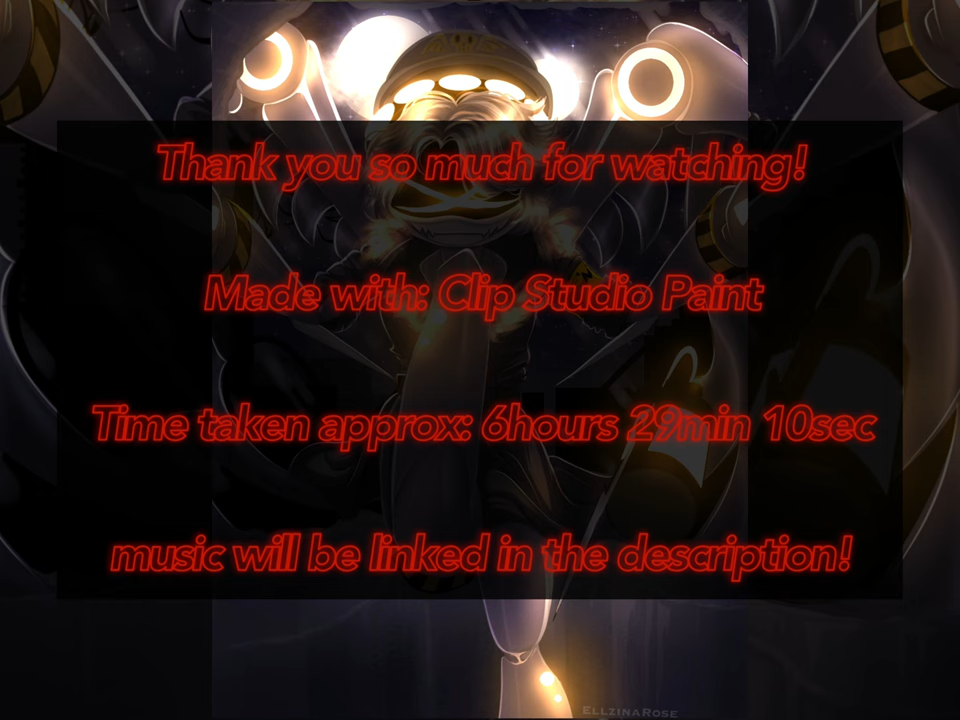 Thank you so much for watching!
Made with: Clip Studio Paint
Time taken approx: 6hours 29min 10sec
music will be linked in the description!
ELLZINAROSE